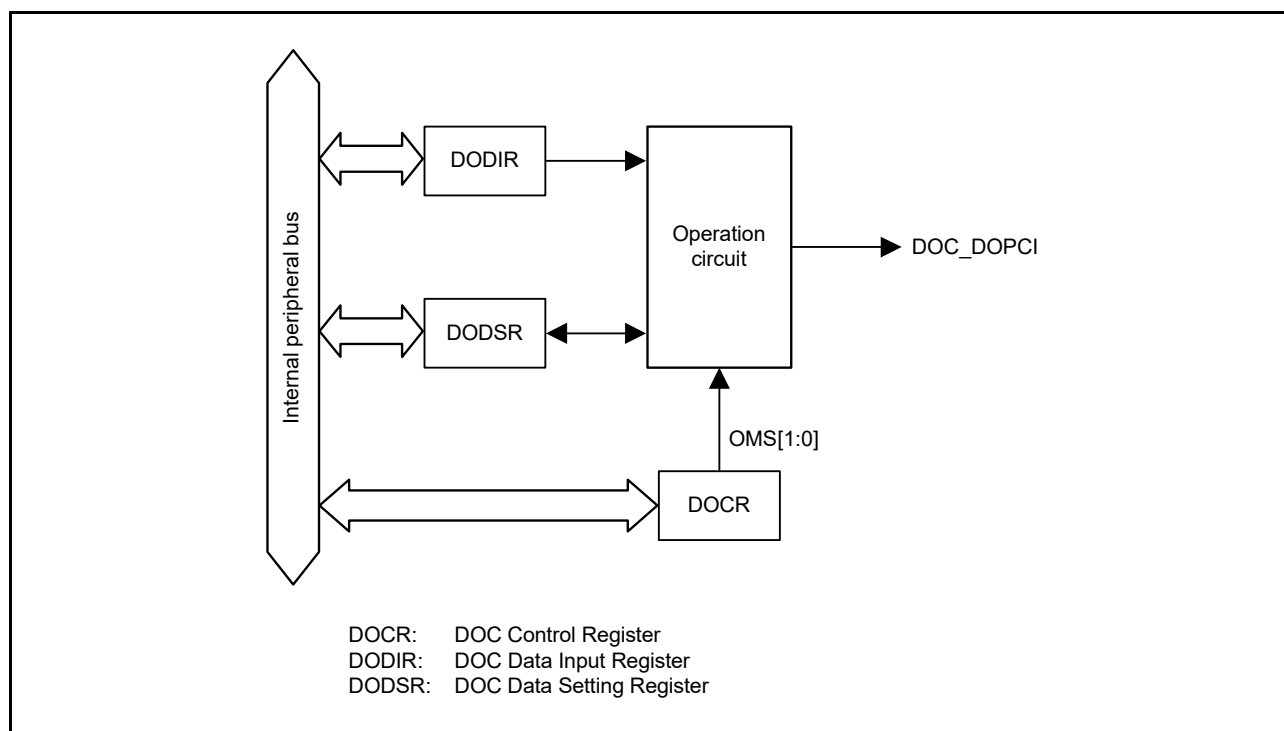 Internal peripheral bus
DODIR
Operation
circuit
DOC_DOPCI
DODSR
OMS[1:0]
DOCR
DOCR: DOC Control Register
DODIR: DOC Data Input Register
DODSR: DOC Data Setting Register